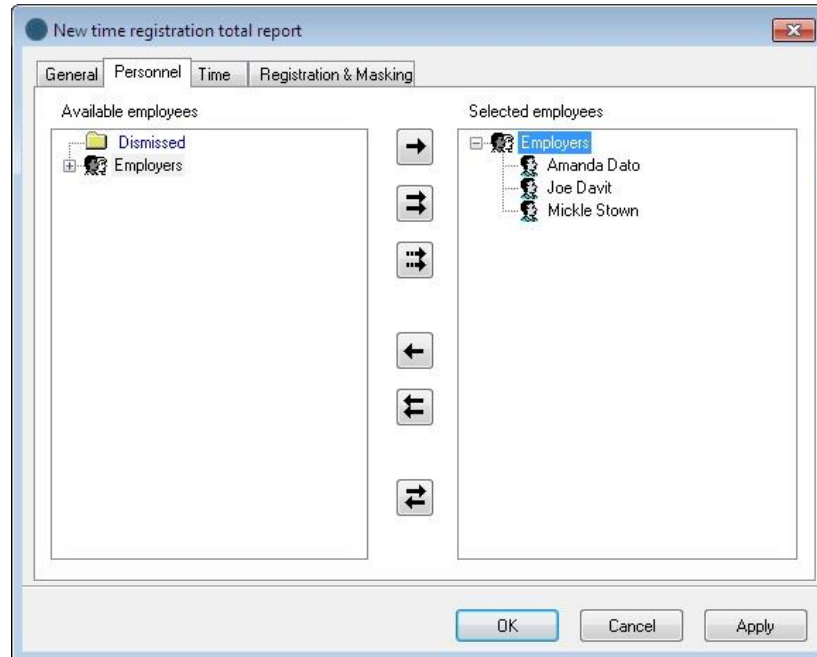 New time registration total report
General Personnel Time Registration & Masking
Available employees
Dismissed
Employers
Selected employees
Employers
Amanda Dato
Joe Davit
Mickle Stown
OK Cancel Apply